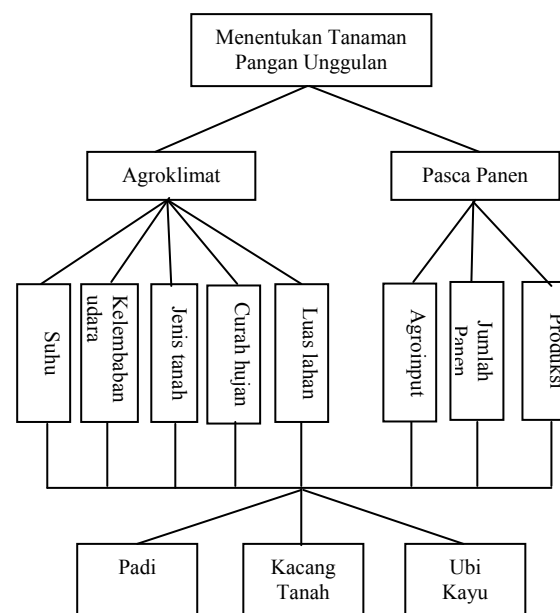 Menentukan Tanaman
Pangan Unggulan
Agroklimat
Pasca Panen
Suhu
Kelembaban
udara
Jenis tanah
Curah hujan
Luas lahan
Agroinput
Jumlah
Panen
Produksi
Padi
Kacang
Tanah
Ubi
Kayu